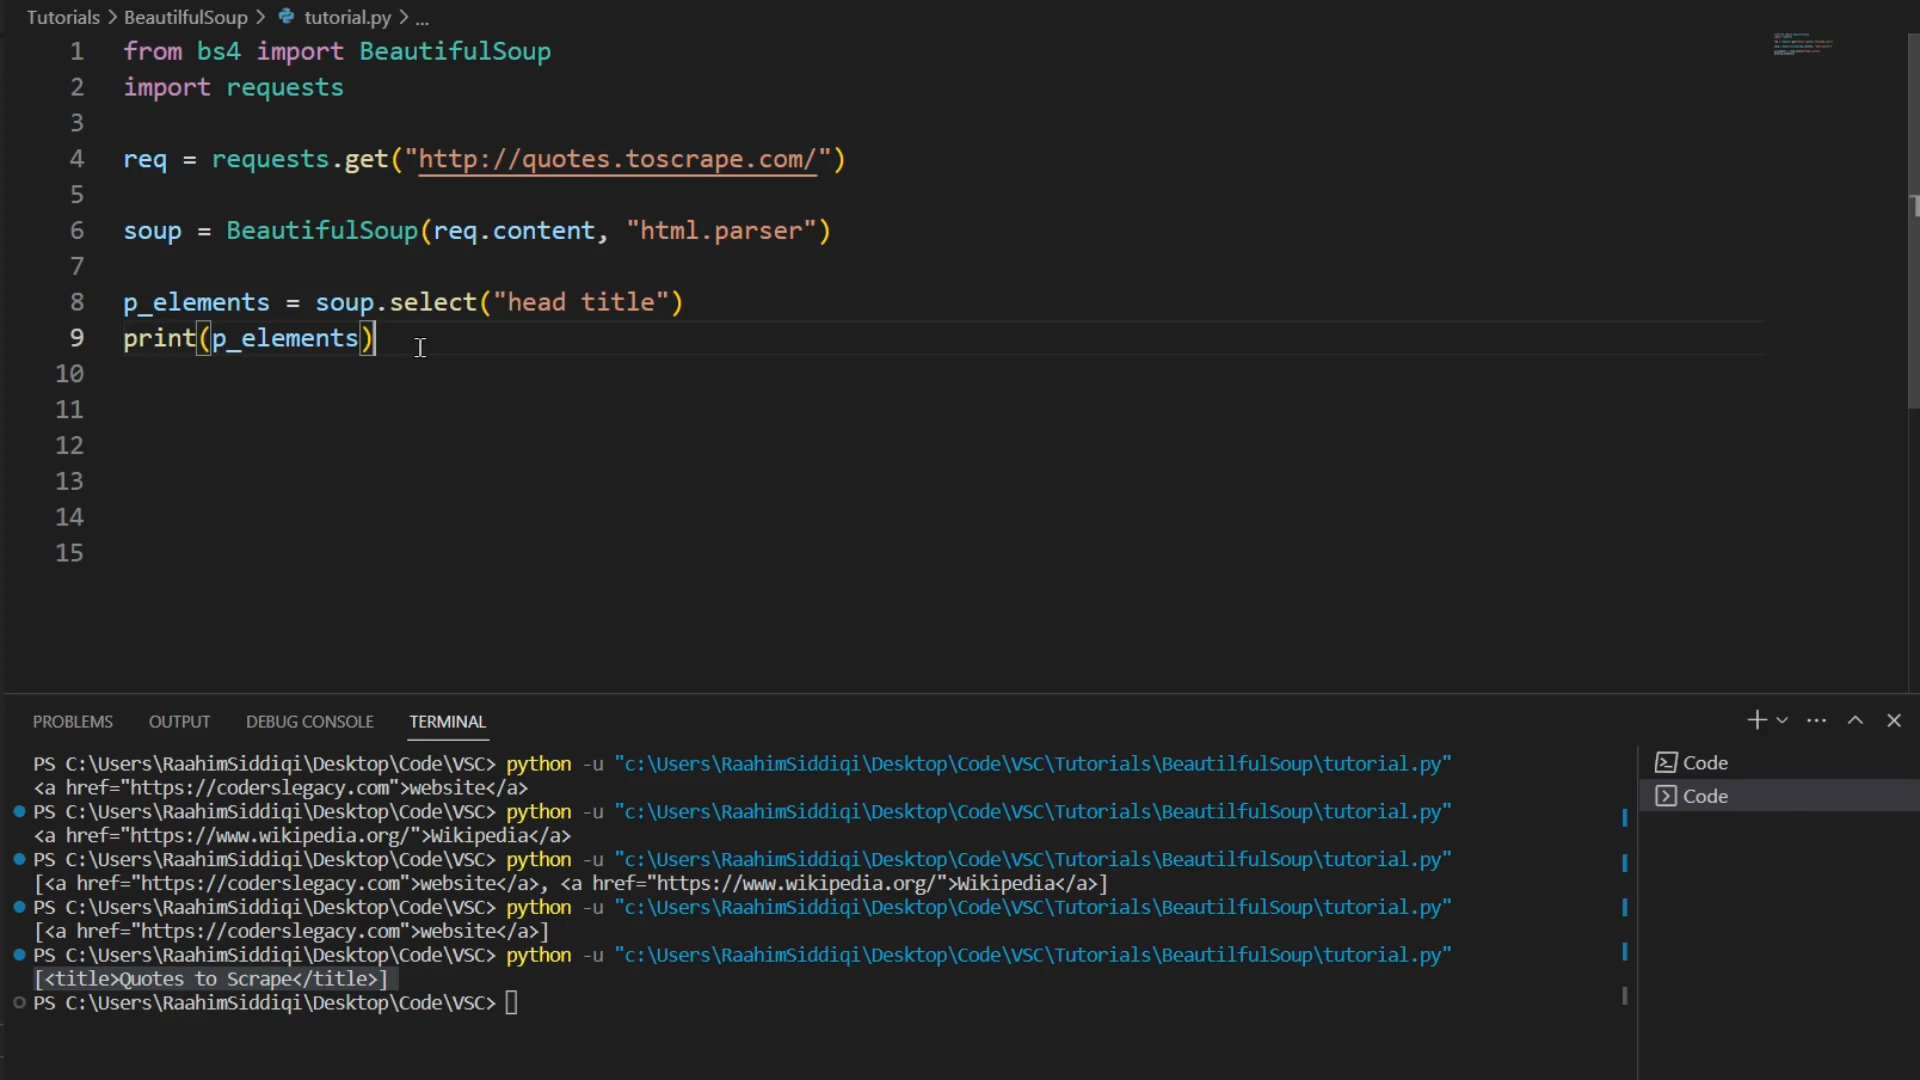 Tutorials > BeautilfulSoup > tutorial.py > ...
1 from bs4 import BeautifulSoup
2 import requests
3
4 req = requests.get("http://quotes.toscrape.com/")
5
6 soup = BeautifulSoup(req.content, "html.parser")
7
8 p_elements = soup.select("head title")
9 print(p_elements)
10
11
12
13
14
15
PROBLEMS OUTPUT DEBUG CONSOLE TERMINAL
PS C:\Users\RaahimSiddiqi\Desktop\Code\VSC> python -u "c:\Users\RaahimSiddiqi\Desktop\Code\VSC\Tutorials\BeautilfulSoup\tutorial.py"
<a href="https://coderslegacy.com">website</a>
PS C:\Users\RaahimSiddiqi\Desktop\Code\VSC> python -u "c:\Users\RaahimSiddiqi\Desktop\Code\VSC\Tutorials\BeautilfulSoup\tutorial.py"
<a href="https://www.wikipedia.org/">Wikipedia</a>
PS C:\Users\RaahimSiddiqi\Desktop\Code\VSC> python -u "c:\Users\RaahimSiddiqi\Desktop\Code\VSC\Tutorials\BeautilfulSoup\tutorial.py"
[<a href="https://coderslegacy.com">website</a>, <a href="https://www.wikipedia.org/">Wikipedia</a>]
PS C:\Users\RaahimSiddiqi\Desktop\Code\VSC> python -u "c:\Users\RaahimSiddiqi\Desktop\Code\VSC\Tutorials\BeautilfulSoup\tutorial.py"
[<a href="https://coderslegacy.com">website</a>]
PS C:\Users\RaahimSiddiqi\Desktop\Code\VSC> python -u "c:\Users\RaahimSiddiqi\Desktop\Code\VSC\Tutorials\BeautilfulSoup\tutorial.py"
[<title>Quotes to Scrape</title>]
PS C:\Users\RaahimSiddiqi\Desktop\Code\VSC>
Code
Code